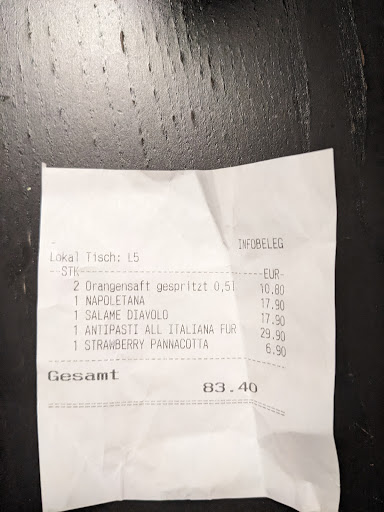 INFOBELEG
Lokal Tisch: L5
--STK-- --EUR-
2 Orangensaft gespritzt 0,5l 10.80
1 NAPOLETANA 17.90
1 SALAME DIAVOLO 17.90
1 ANTIPASTI ALL ITALIANA FUR 29.90
1 STRAWBERRY PANNACOTTA 6.90
Gesamt
83.40